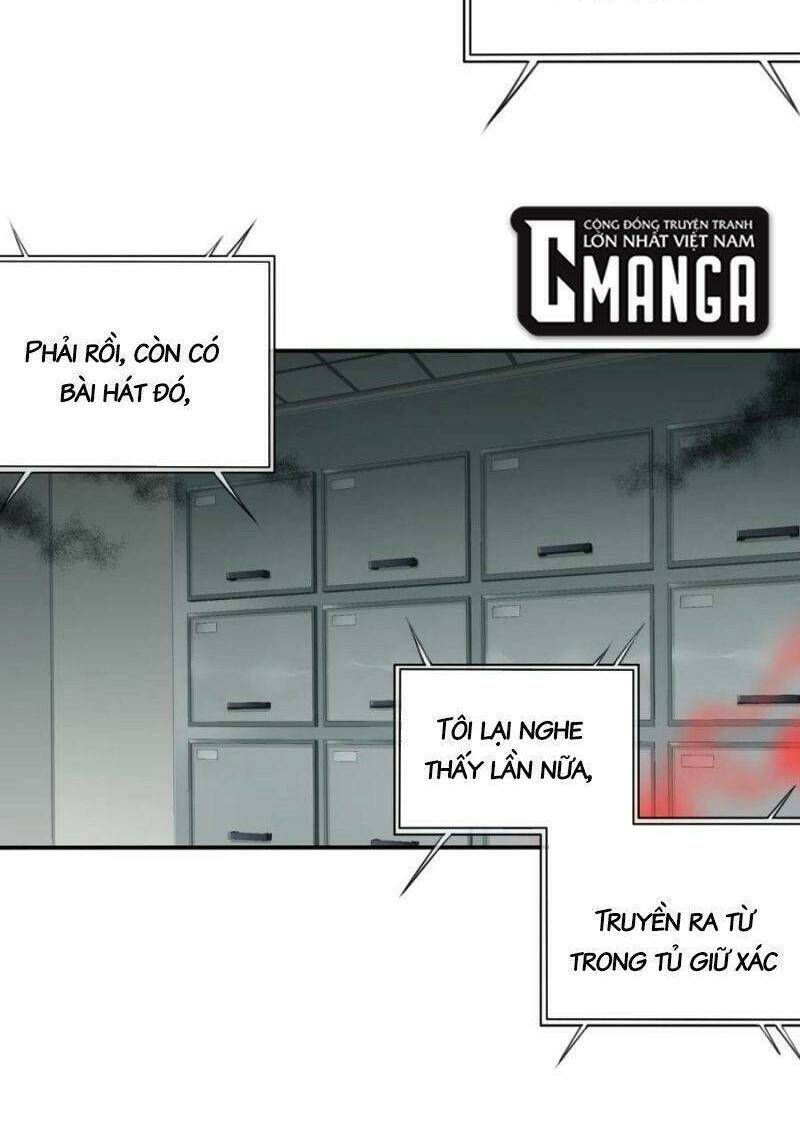 CỘNG ĐỒNG TRUYỆN TRANH
LỚN NHẤT VIỆT NAM
CMANGA
PHẢI RỒI, CÒN CÓ
BÀI HÁT ĐÓ,
TÔI LẠI NGHE
THẤY LẦN NỮA,
TRUYỀN RA TỪ
TRONG TỦ GIỮ XÁC